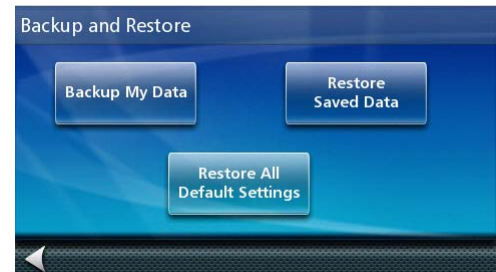 Backup and Restore
Backup My Data
Restore
Saved Data
Restore All
Default Settings